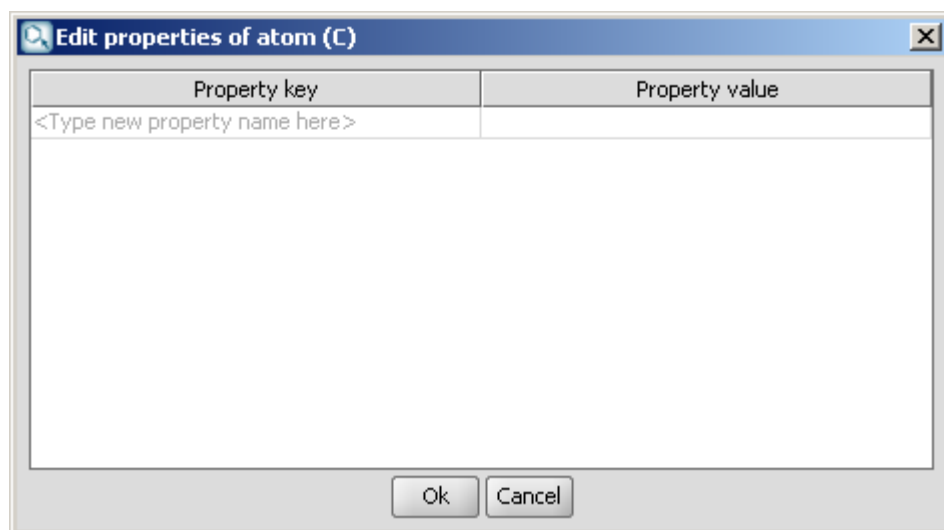 Edit properties of atom (C)
Property key Property value
<Type new property name here>
Ok Cancel